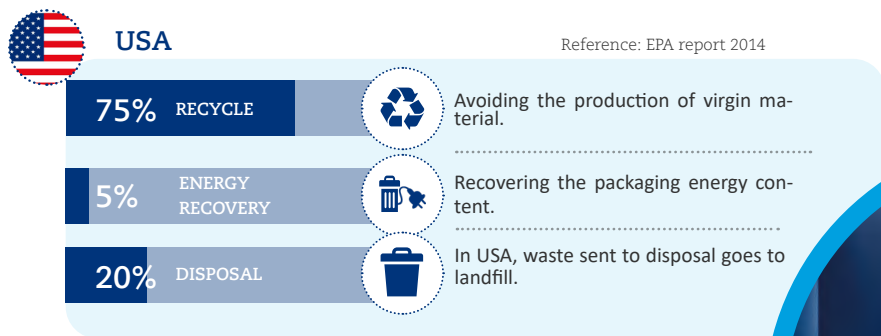 USA
Reference: EPA report 2014
75% RECYCLE
Avoiding the production of virgin ma-
terial.
5% ENERGY
RECOVERY
Recovering the packaging energy con-
tent.
20% DISPOSAL
In USA, waste sent to disposal goes to
landfill.